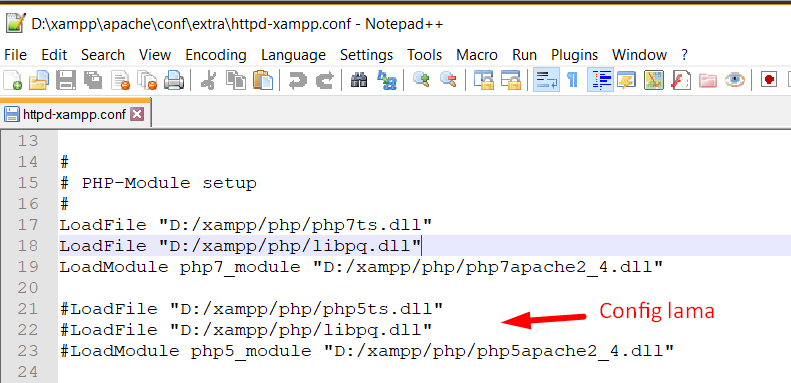 D:\xampp\apache\conf\extra\httpd-xampp.conf - Notepad++
File Edit Search View Encoding Language Settings Tools Macro Run Plugins Window ?
httpd-xampp.conf
13
14 #
15 # PHP-Module setup
16 #
17 LoadFile "D:/xampp/php/php7ts.dll"
18 LoadFile "D:/xampp/php/libpq.dll"
19 LoadModule php7_module "D:/xampp/php/php7apache2_4.dll"
20
21 #LoadFile "D:/xampp/php/php5ts.dll"
22 #LoadFile "D:/xampp/php/libpq.dll"
Config lama
23 #LoadModule php5_module "D:/xampp/php/php5apache2_4.dll"
24